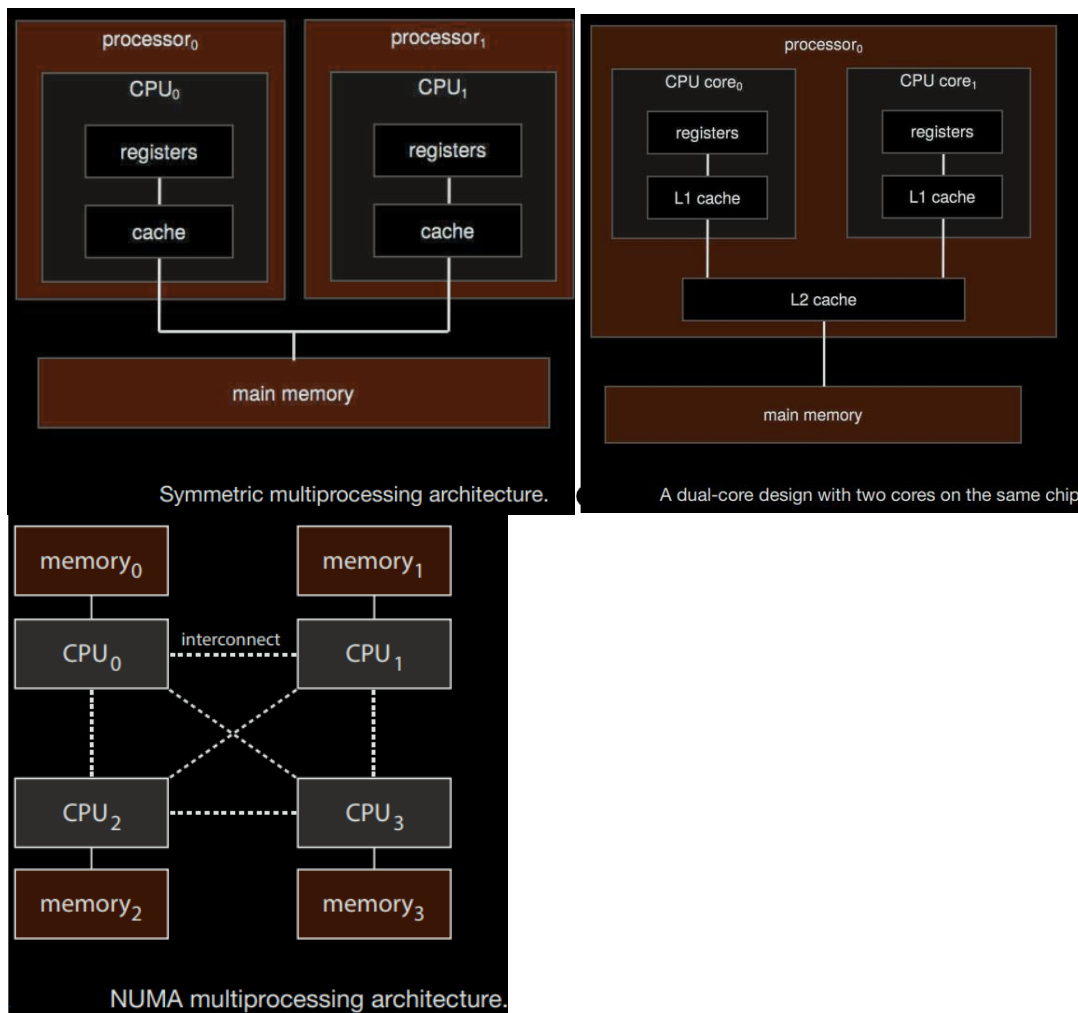 processor₀
processor₁
CPU₀
CPU₁
registers
registers
cache
cache
main memory
Symmetric multiprocessing architecture.
processor₀
CPU core₀
CPU core₁
registers
registers
L1 cache
L1 cache
L2 cache
main memory
A dual-core design with two cores on the same chip
memory₀
memory₁
interconnect
CPU₀
CPU₁
CPU₂
CPU₃
memory₂
memory₃
NUMA multiprocessing architecture.